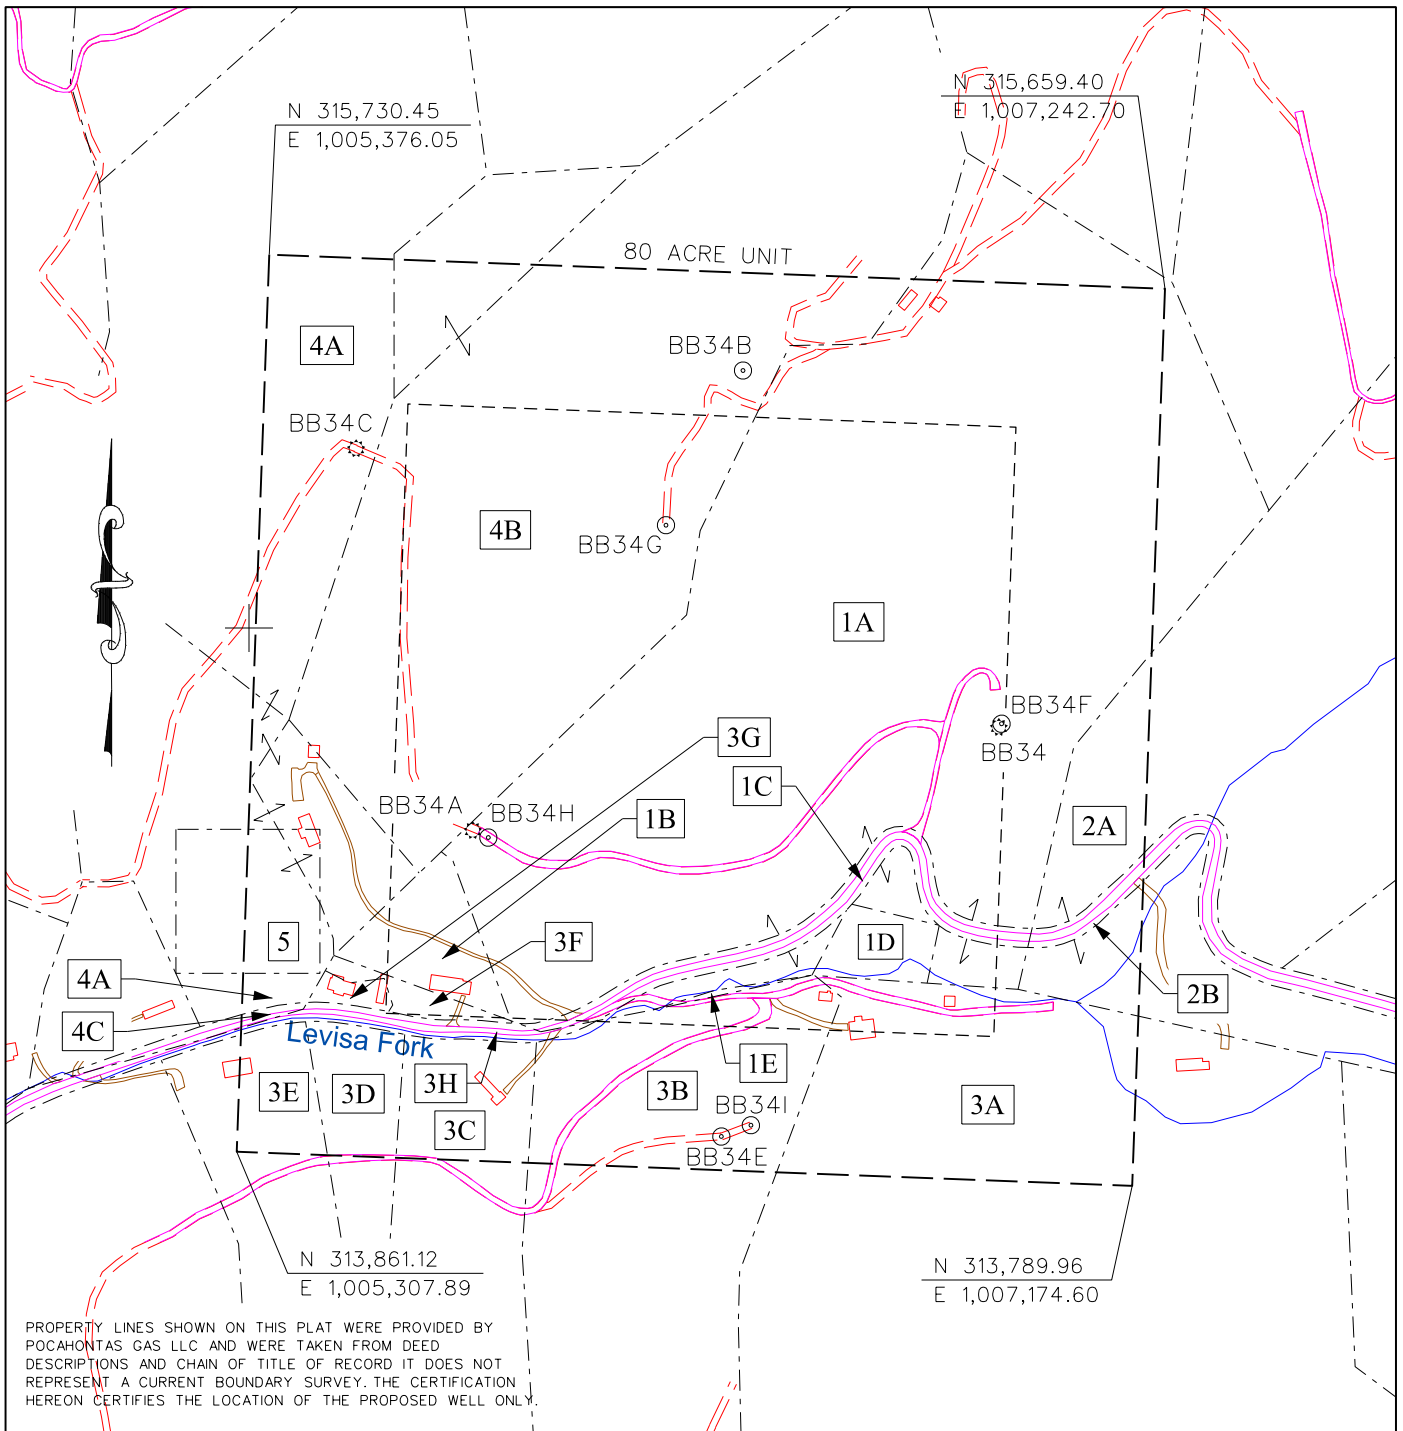 N 315,659.40
E 1,007,242.70
N 315,730.45
E 1,005,376.05
80 ACRE UNIT
4A
BB34B
BB34C
4B
BB34G
1A
BB34F
3G
BB34
1C
BB34A
BB34H
1B
2A
5
3F
1D
4A
2B
4C
Levisa Fork
1E
3H
3E
3D
3B
3A
BB34I
3C
BB34E
N 313,861.12
E 1,005,307.89
N 313,789.96
E 1,007,174.60
PROPERTY LINES SHOWN ON THIS PLAT WERE PROVIDED BY
POCAHONTAS GAS LLC AND WERE TAKEN FROM DEED
DESCRIPTIONS AND CHAIN OF TITLE OF RECORD IT DOES NOT
REPRESENT A CURRENT BOUNDARY SURVEY. THE CERTIFICATION
HEREON CERTIFIES THE LOCATION OF THE PROPOSED WELL ONLY.